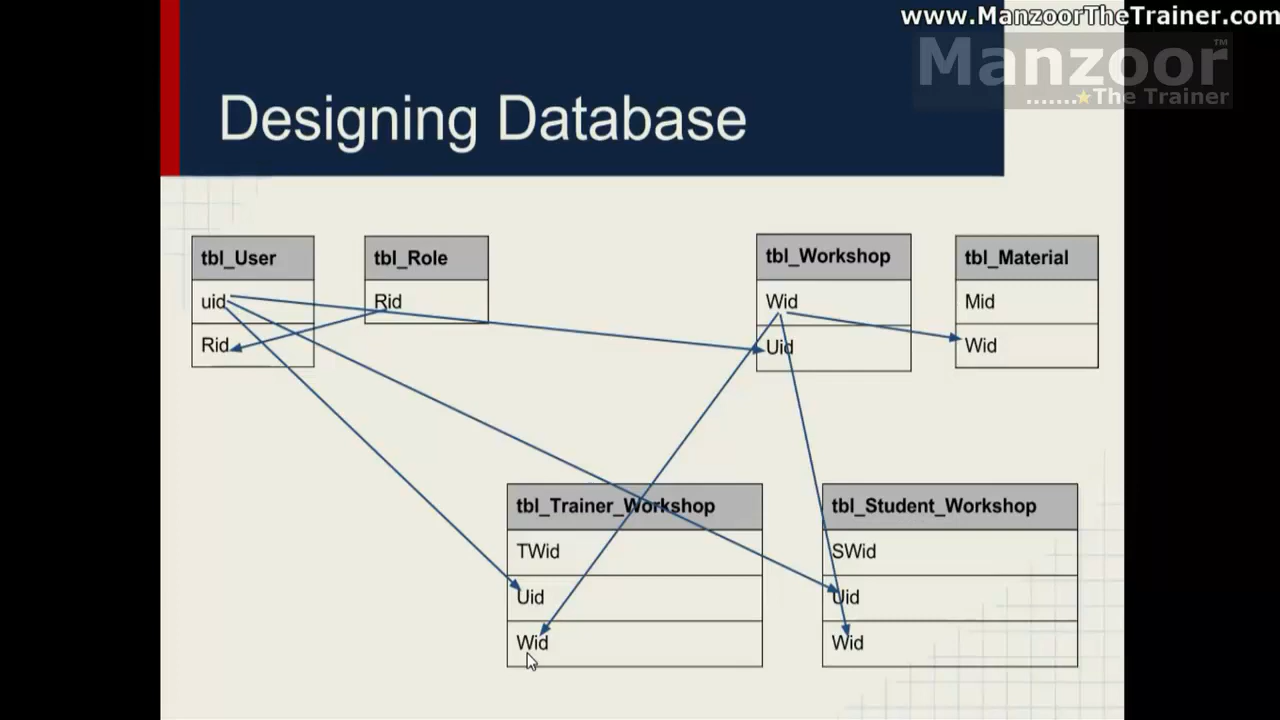 www.ManzoorTheTrainer.com
Manzoor™
.......The Trainer
Designing Database
tbl_User
uid
Rid
tbl_Role
Rid
tbl_Workshop
Wid
Uid
tbl_Material
Mid
Wid
tbl_Trainer_Workshop
TWid
Uid
Wid
tbl_Student_Workshop
SWid
Uid
Wid